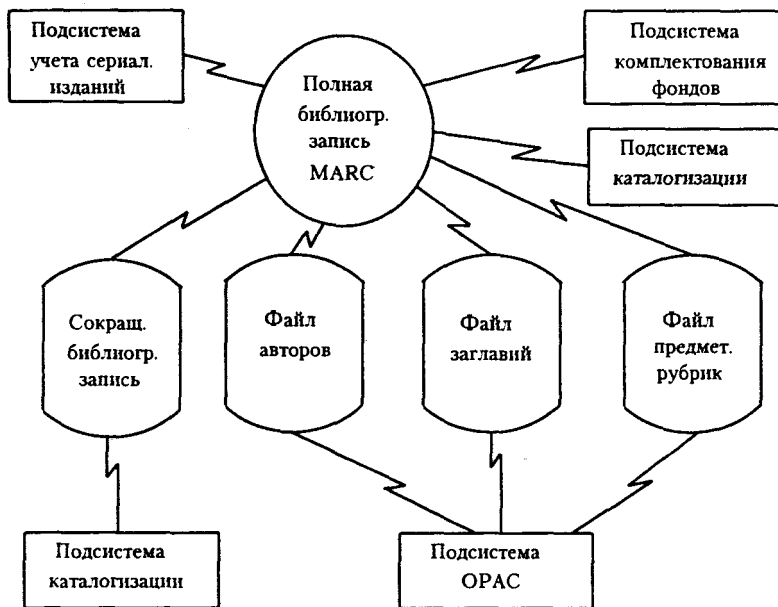 Подсистема
учета сериал.
изданий
Полная
библиогр.
запись
MARC
Подсистема
комплектования
фондов
Подсистема
каталогизации
Сокращ.
библиогр.
запись
Файл
авторов
Файл
заглавий
Файл
предмет.
рубрик
Подсистема
каталогизации
Подсистема
OPAC